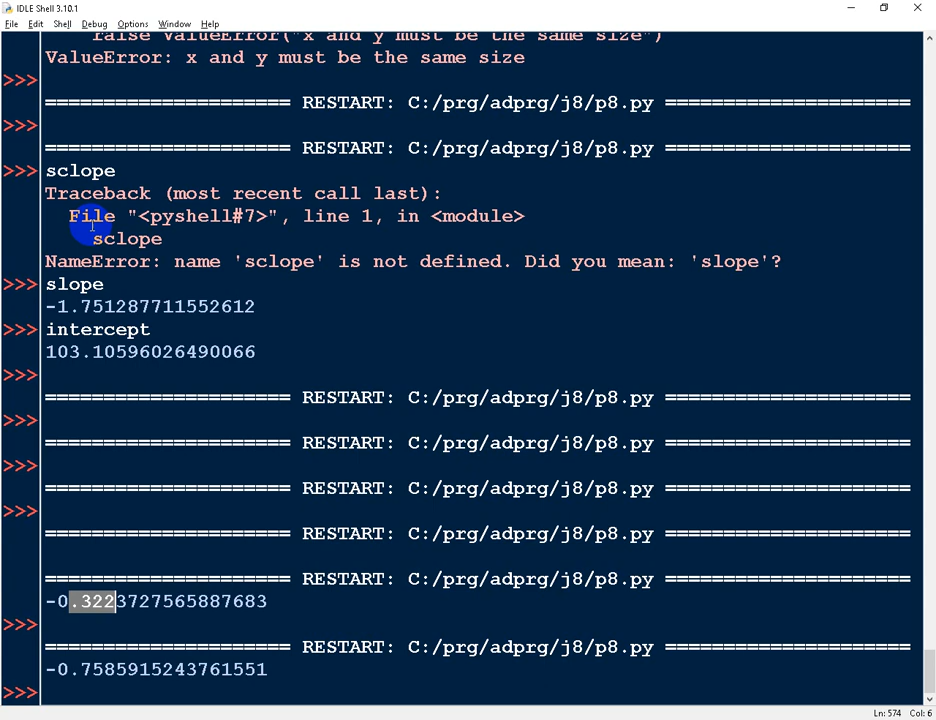 IDLE Shell 3.10.1
File Edit Shell Debug Options Window Help
raise ValueError("x and y must be the same size")
ValueError: x and y must be the same size
>>>
===================== RESTART: C:/prg/adprg/j8/p8.py =====================
>>>
===================== RESTART: C:/prg/adprg/j8/p8.py =====================
>>> sclope
Traceback (most recent call last):
File "<pyshell#7>", line 1, in <module>
sclope
NameError: name 'sclope' is not defined. Did you mean: 'slope'?
>>> slope
-1.751287711552612
>>> intercept
103.10596026490066
>>>
===================== RESTART: C:/prg/adprg/j8/p8.py =====================
>>>
===================== RESTART: C:/prg/adprg/j8/p8.py =====================
>>>
===================== RESTART: C:/prg/adprg/j8/p8.py =====================
>>>
===================== RESTART: C:/prg/adprg/j8/p8.py =====================
===================== RESTART: C:/prg/adprg/j8/p8.py =====================
-0.3223727565887683
>>>
===================== RESTART: C:/prg/adprg/j8/p8.py =====================
-0.7585915243761551
>>>
Ln: 574 Col: 6